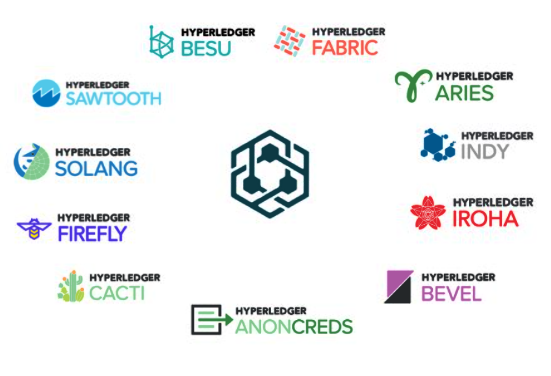 HYPERLEDGER
BESU
HYPERLEDGER
FABRIC
HYPERLEDGER
SAWTOOTH
HYPERLEDGER
ARIES
HYPERLEDGER
SOLANG
HYPERLEDGER
INDY
HYPERLEDGER
FIREFLY
HYPERLEDGER
IROHA
HYPERLEDGER
CACTI
HYPERLEDGER
BEVEL
HYPERLEDGER
ANONCREDS